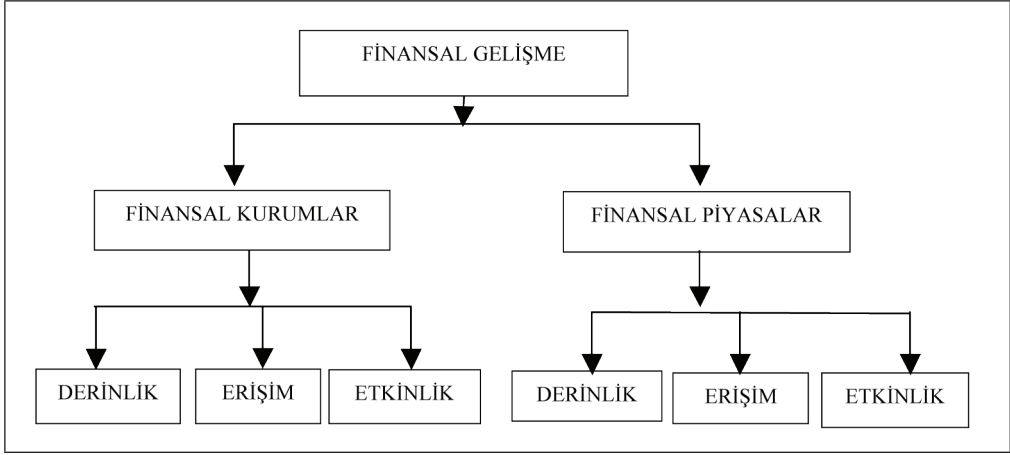 FİNANSAL GELİŞME
FİNANSAL KURUMLAR
FİNANSAL PİYASALAR
DERİNLİK
ERİŞİM
ETKİNLİK
DERİNLİK
ERİŞİM
ETKİNLİK